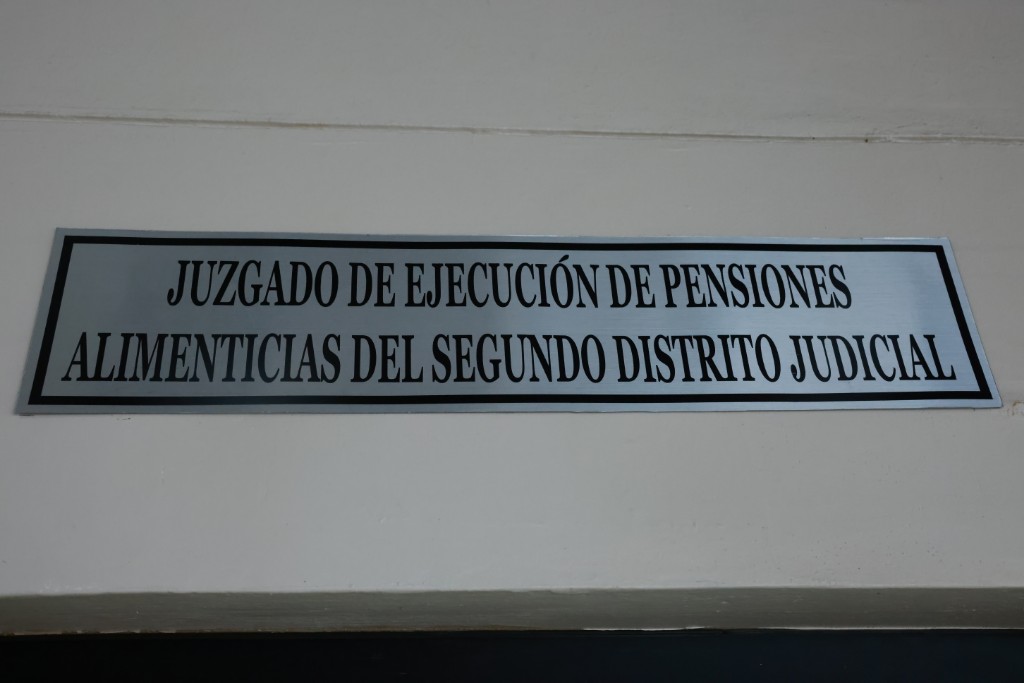 JUZGADO DE EJECUCIÓN DE PENSIONES
ALIMENTICIAS DEL SEGUNDO DISTRITO JUDICIAL